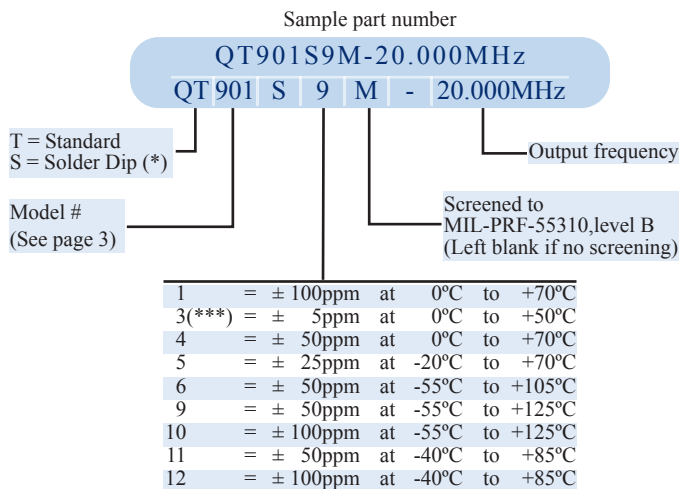 Sample part number
QT901S9M-20.000MHz
QT 901 S 9 M - 20.000MHz
T = Standard
S = Solder Dip (*)
Output frequency
Model #
(See page 3)
Screened to
MIL-PRF-55310,level B
(Left blank if no screening)
1 = ± 100ppm at 0ºC to +70ºC
3(***) = ± 5ppm at 0ºC to +50ºC
4 = ± 50ppm at 0ºC to +70ºC
5 = ± 25ppm at -20ºC to +70ºC
6 = ± 50ppm at -55ºC to +105ºC
9 = ± 50ppm at -55ºC to +125ºC
10 = ± 100ppm at -55ºC to +125ºC
11 = ± 50ppm at -40ºC to +85ºC
12 = ± 100ppm at -40ºC to +85ºC